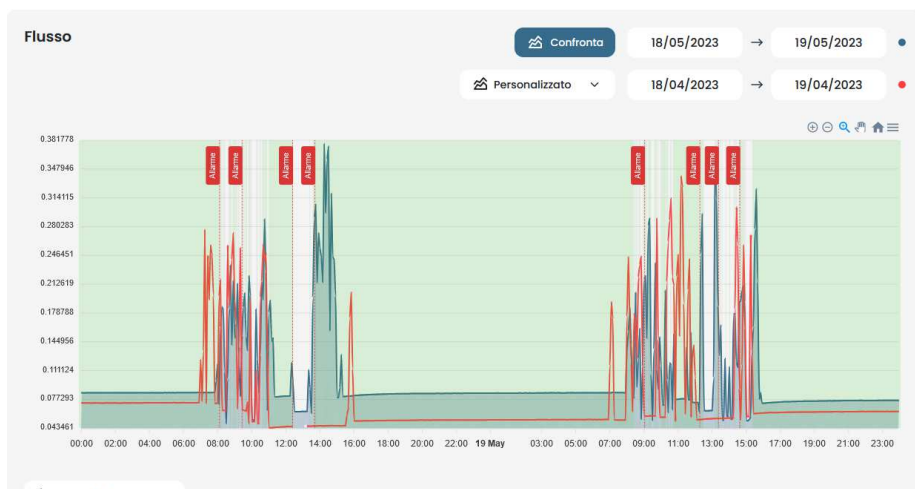 Flusso
Confronta 18/05/2023 → 19/05/2023
Personalizzato 18/04/2023 → 19/04/2023
0.381778
0.347946
0.314115
0.280283
0.246451
0.212619
0.178788
0.144956
0.111124
0.077293
0.043461
Allarme Allarme Allarme Allarme Allarme Allarme Allarme Allarme
00:00 02:00 04:00 06:00 08:00 10:00 12:00 14:00 16:00 18:00 20:00 22:00 19 May 03:00 05:00 07:00 09:00 11:00 13:00 15:00 17:00 19:00 21:00 23:00